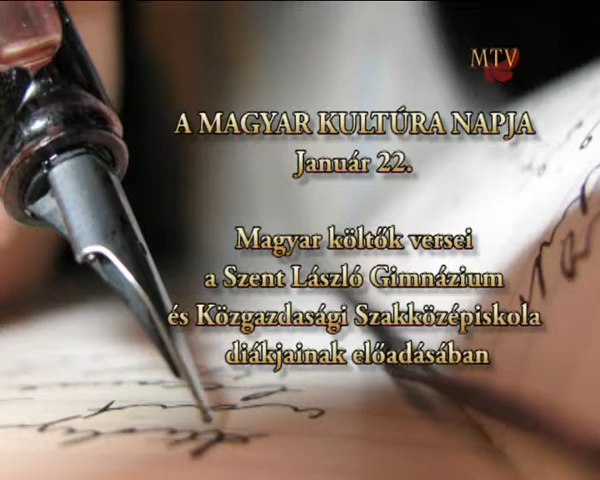 MTV
A MAGYAR KULTÚRA NAPJA
Január 22.
Magyar költők versei
a Szent László Gimnázium
és Közgazdasági Szakközépiskola
diákjainak előadásában